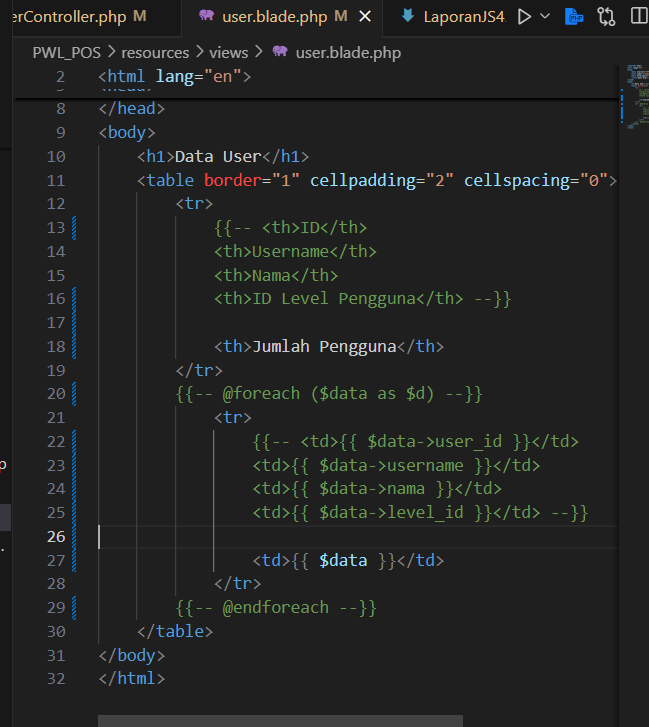 erController.php M
user.blade.php M
LaporanJS4.
PWL_POS > resources > views > user.blade.php
2 <html lang="en">
8 </head>
9 <body>
10 <h1>Data User</h1>
11 <table border="1" cellpadding="2" cellspacing="0">
12 <tr>
13 {{-- <th>ID</th>
14 <th>Username</th>
15 <th>Nama</th>
16 <th>ID Level Pengguna</th> --}}
17
18 <th>Jumlah Pengguna</th>
19 </tr>
20 {{-- @foreach ($data as $d) --}}
21 <tr>
22 {{-- <td>{{ $data->user_id }}</td>
23 <td>{{ $data->username }}</td>
24 <td>{{ $data->nama }}</td>
25 <td>{{ $data->level_id }}</td> --}}
26
27 <td>{{ $data }}</td>
28 </tr>
29 {{-- @endforeach --}}
30 </table>
31 </body>
32 </html>